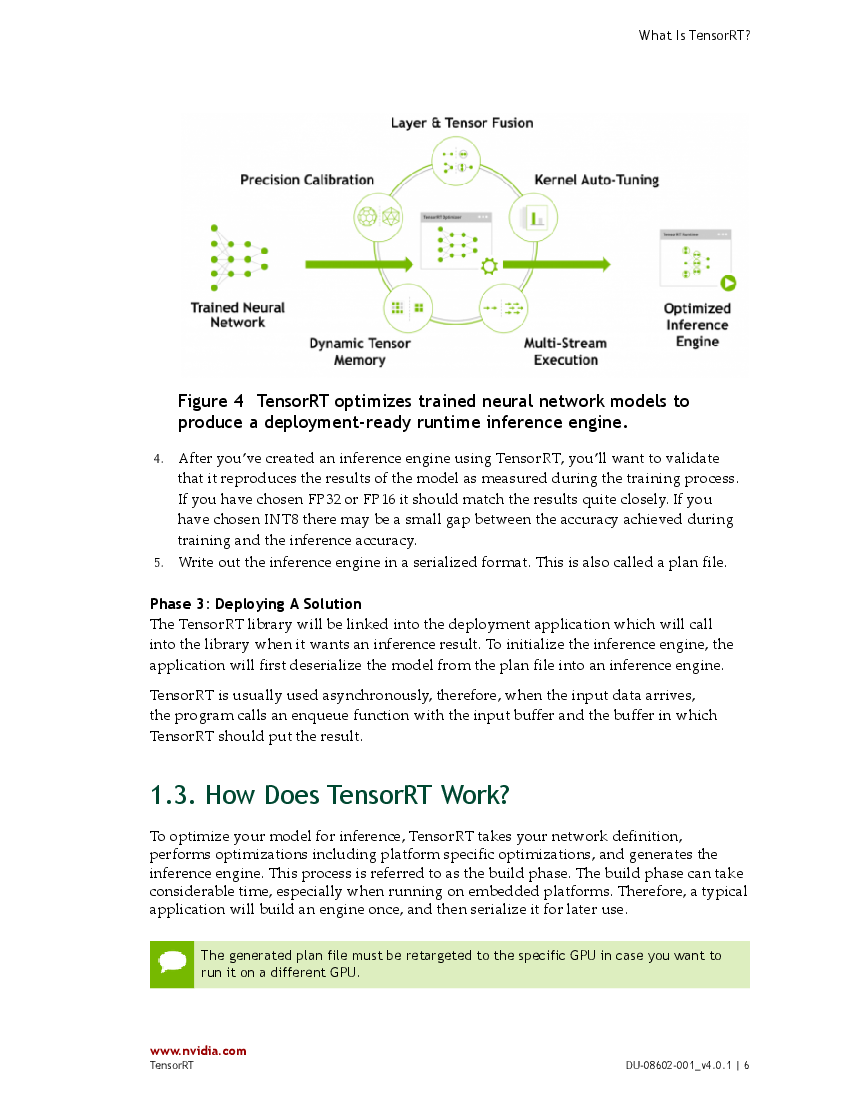 What Is TensorRT?
Layer & Tensor Fusion
Precision Calibration
Kernel Auto-Tuning
TensorRT Optimizer
Trained Neural
Network
Dynamic Tensor
Memory
Multi-Stream
Execution
Optimized
Inference
Engine
Figure 4 TensorRT optimizes trained neural network models to
produce a deployment-ready runtime inference engine.
4. After you've created an inference engine using TensorRT, you'll want to validate
that it reproduces the results of the model as measured during the training process.
If you have chosen FP32 or FP16 it should match the results quite closely. If you
have chosen INT8 there may be a small gap between the accuracy achieved during
training and the inference accuracy.
5. Write out the inference engine in a serialized format. This is also called a plan file.
Phase 3: Deploying A Solution
The TensorRT library will be linked into the deployment application which will call
into the library when it wants an inference result. To initialize the inference engine, the
application will first deserialize the model from the plan file into an inference engine.
TensorRT is usually used asynchronously, therefore, when the input data arrives,
the program calls an enqueue function with the input buffer and the buffer in which
TensorRT should put the result.
1.3. How Does TensorRT Work?
To optimize your model for inference, TensorRT takes your network definition,
performs optimizations including platform specific optimizations, and generates the
inference engine. This process is referred to as the build phase. The build phase can take
considerable time, especially when running on embedded platforms. Therefore, a typical
application will build an engine once, and then serialize it for later use.
The generated plan file must be retargeted to the specific GPU in case you want to
run it on a different GPU.
www.nvidia.com
TensorRT
DU-08602-001_v4.0.1 | 6